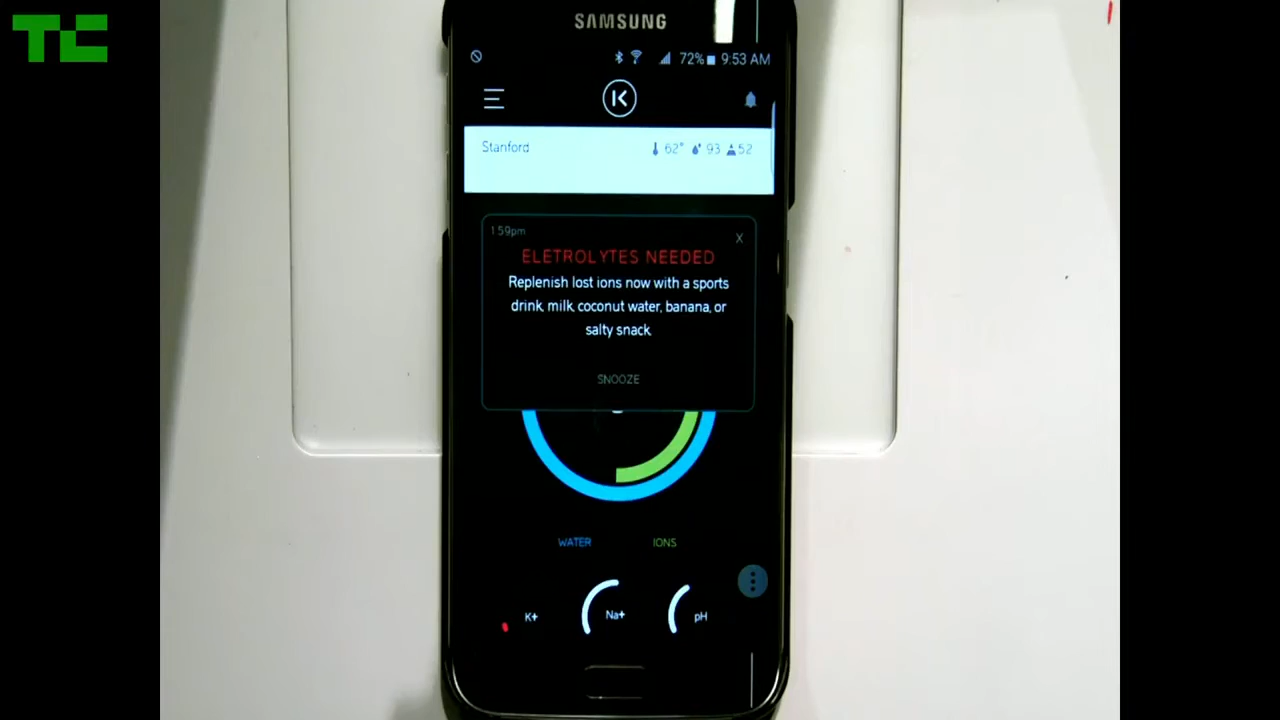 TC
SAMSUNG
72% 9:53 AM
Stanford 62° 93 52
1:59pm X
ELETROLYTES NEEDED
Replenish lost ions now with a sports
drink, milk, coconut water, banana, or
salty snack.
SNOOZE
WATER IONS
K+ Na+ pH